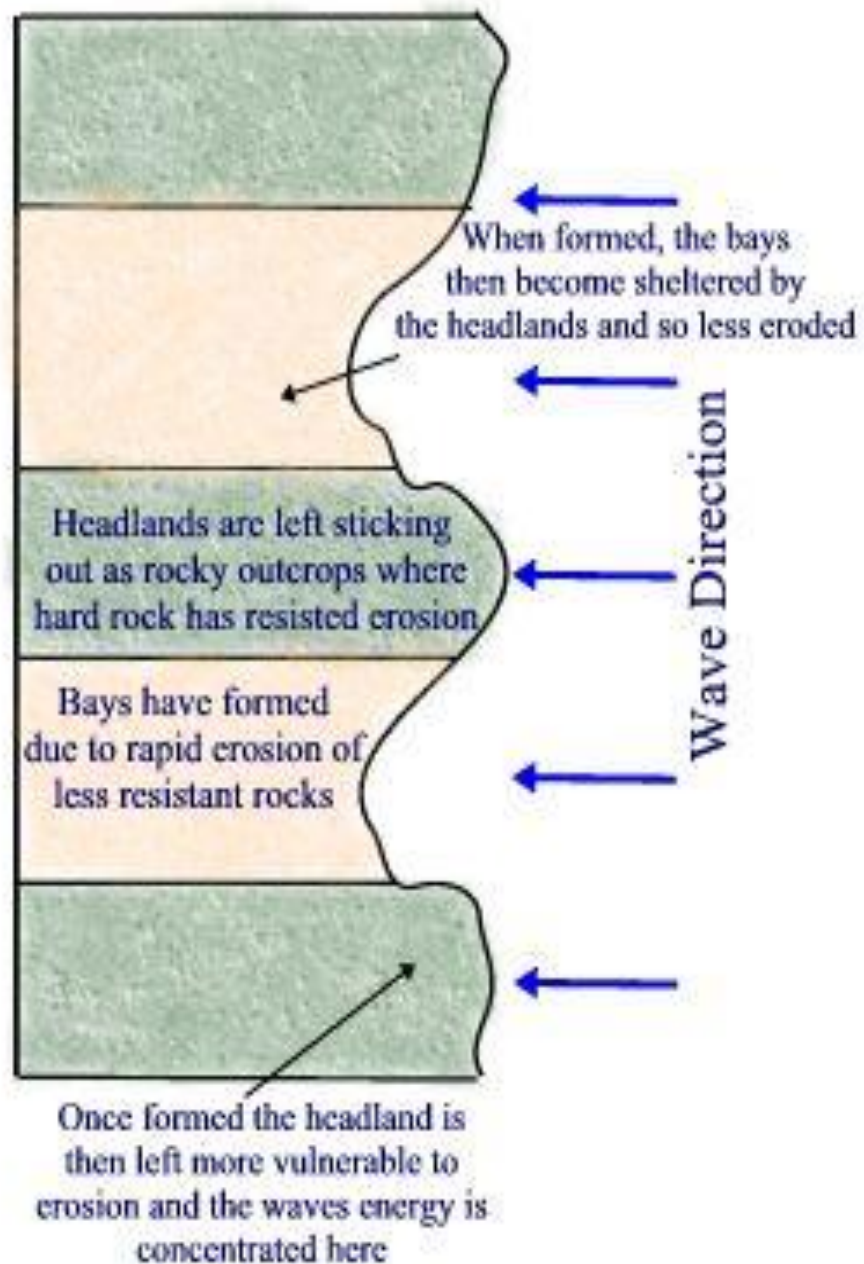 When formed, the bays
then become sheltered by
the headlands and so less eroded
Wave Direction
Headlands are left sticking
out as rocky outcrops where
hard rock has resisted erosion
Bays have formed
due to rapid erosion of
less resistant rocks
Once formed the headland is
then left more vulnerable to
erosion and the waves energy is
concentrated here